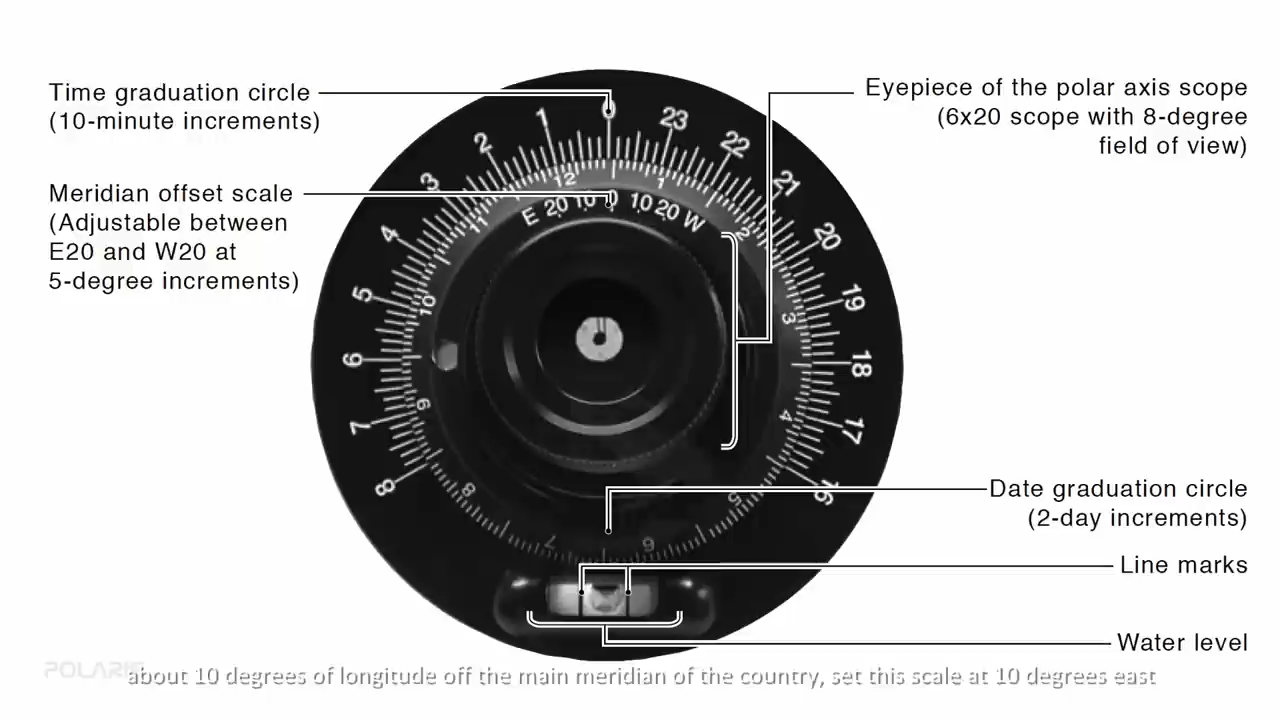 Time graduation circle
(10-minute increments)
Eyepiece of the polar axis scope
(6x20 scope with 8-degree
field of view)
Meridian offset scale
(Adjustable between
E20 and W20 at
5-degree increments)
8 7 6 5 4 3 2 1 0 23 22 21 20 19 18 17 16
8 9 10 11 12 1 2 3 4 5 6 7
E 20 10 0 10 20 W
Date graduation circle
(2-day increments)
Line marks
Water level
POLARIE
about 10 degrees of longitude off the main meridian of the country, set this scale at 10 degrees east